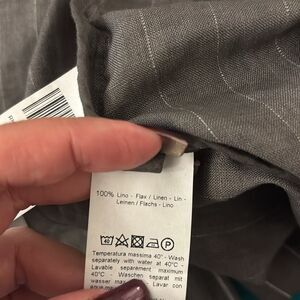 100% Lino - Flax / Linen - Lin -
Leinen / Flachs - Lino
40 P
Temperatura massima 40° - Wash
separately with water at 40° -
Lavable separément maximum
40° - Waschen separat mit
wasser maximum 40° - Lavar con